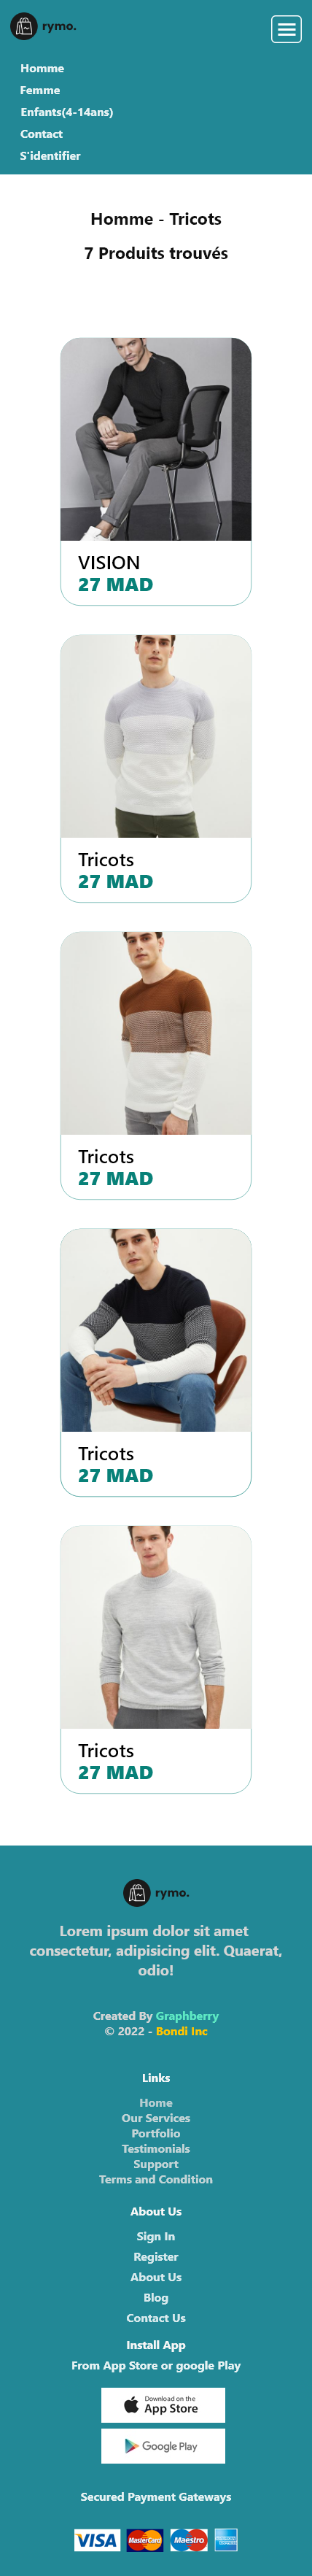 rymo.
Homme
Femme
Enfants(4-14ans)
Contact
S'identifier
Homme - Tricots
7 Produits trouvés
VISION
27 MAD
Tricots
27 MAD
Tricots
27 MAD
Tricots
27 MAD
Tricots
27 MAD
rymo.
Lorem ipsum dolor sit amet
consectetur, adipisicing elit. Quaerat,
odio!
Created By Graphberry
© 2022 - Bondi Inc
Links
Home
Our Services
Portfolio
Testimonials
Support
Terms and Condition
About Us
Sign In
Register
About Us
Blog
Contact Us
Install App
From App Store or google Play
Download on the
App Store
Google Play
Secured Payment Gateways
VISA MasterCard Maestro